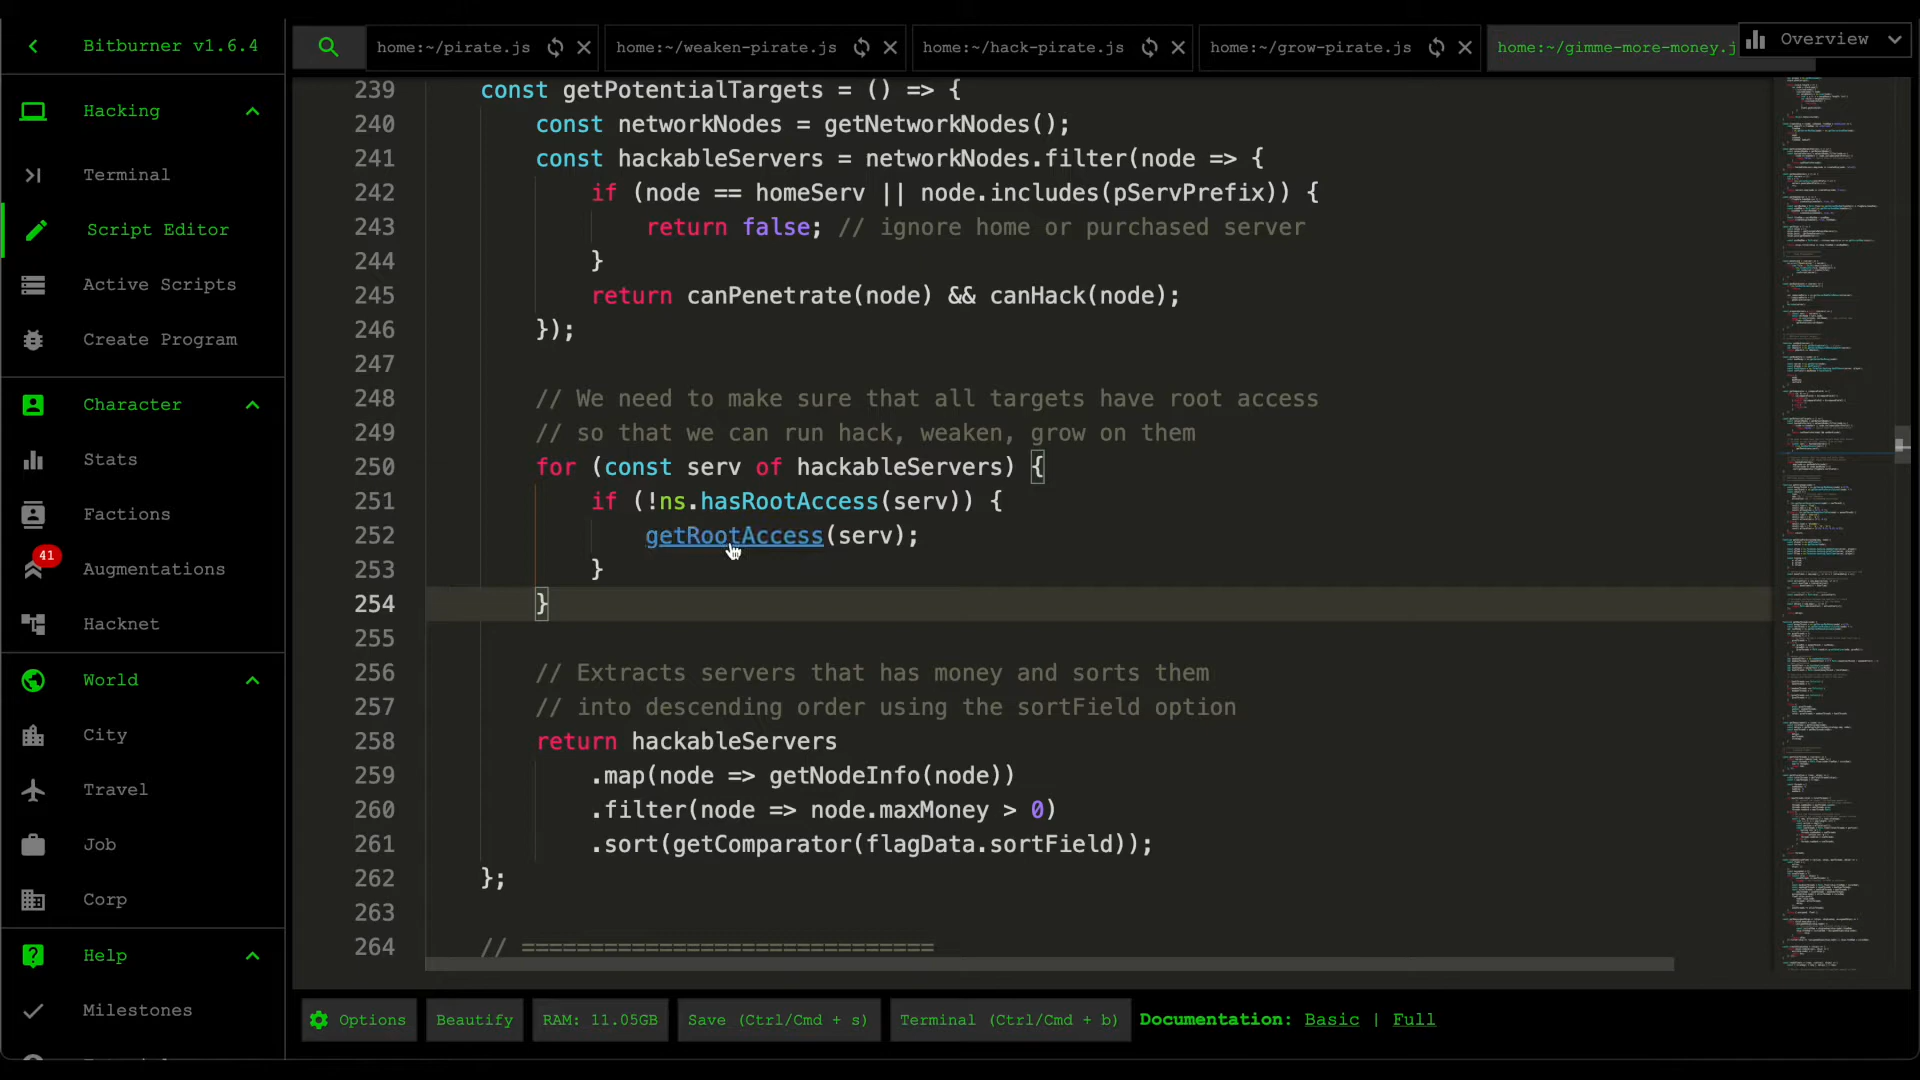 Bitburner v1.6.4
Hacking
Terminal
Script Editor
Active Scripts
Create Program
Character
Stats
Factions
41
Augmentations
Hacknet
World
City
Travel
Job
Corp
Help
Milestones
home:~/pirate.js
home:~/weaken-pirate.js
home:~/hack-pirate.js
home:~/grow-pirate.js
home:~/gimme-more-money.j
Overview
239 const getPotentialTargets = () => {
240 const networkNodes = getNetworkNodes();
241 const hackableServers = networkNodes.filter(node => {
242 if (node == homeServ || node.includes(pServPrefix)) {
243 return false; // ignore home or purchased server
244 }
245 return canPenetrate(node) && canHack(node);
246 });
247
248 // We need to make sure that all targets have root access
249 // so that we can run hack, weaken, grow on them
250 for (const serv of hackableServers) {
251 if (!ns.hasRootAccess(serv)) {
252 getRootAccess(serv);
253 }
254 }
255
256 // Extracts servers that has money and sorts them
257 // into descending order using the sortField option
258 return hackableServers
259 .map(node => getNodeInfo(node))
260 .filter(node => node.maxMoney > 0)
261 .sort(getComparator(flagData.sortField));
262 };
263
264 // ==============================
Options
Beautify
RAM: 11.05GB
Save (Ctrl/Cmd + s)
Terminal (Ctrl/Cmd + b)
Documentation: Basic | Full